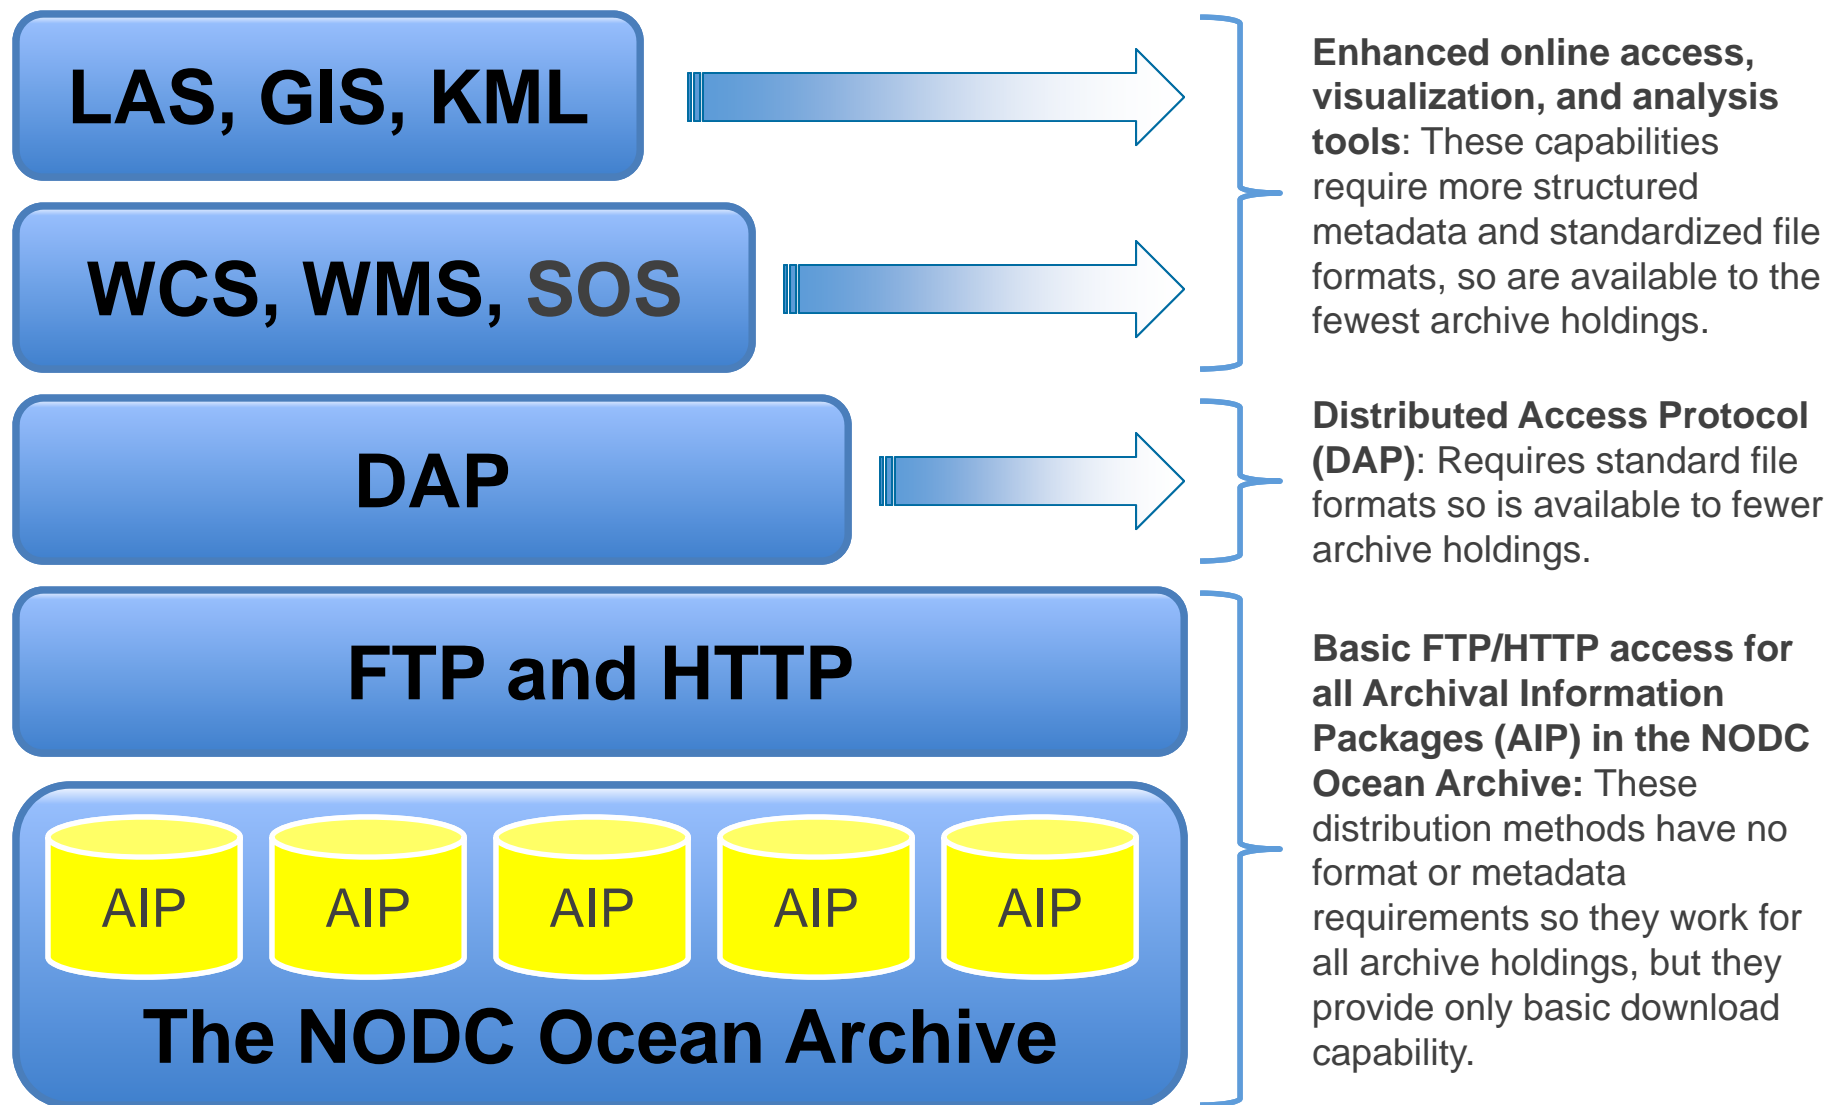 LAS, GIS, KML
WCS, WMS, SOS
DAP
FTP and HTTP
AIP AIP AIP AIP AIP
The NODC Ocean Archive
Enhanced online access,
visualization, and analysis
tools: These capabilities
require more structured
metadata and standardized file
formats, so are available to the
fewest archive holdings.
Distributed Access Protocol
(DAP): Requires standard file
formats so is available to fewer
archive holdings.
Basic FTP/HTTP access for
all Archival Information
Packages (AIP) in the NODC
Ocean Archive: These
distribution methods have no
format or metadata
requirements so they work for
all archive holdings, but they
provide only basic download
capability.